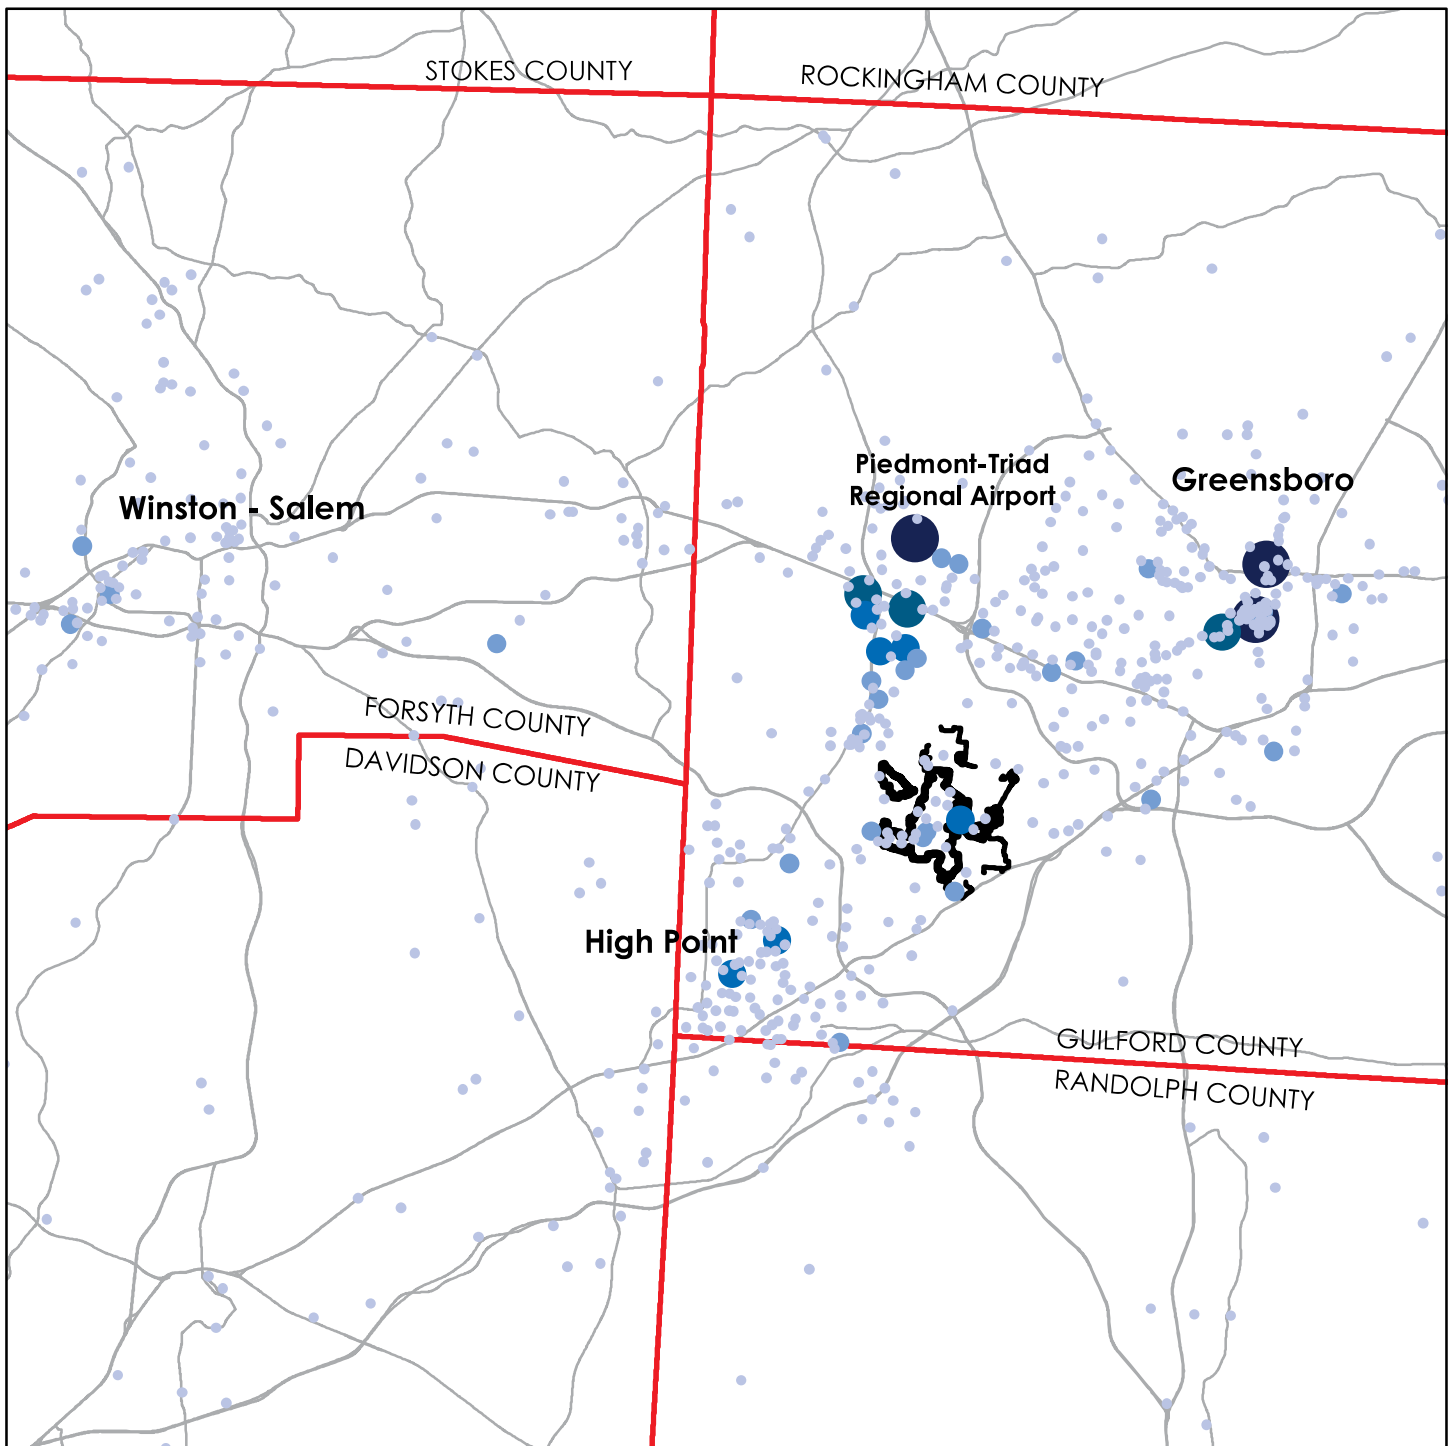 STOKES COUNTY
ROCKINGHAM COUNTY
Piedmont-Triad
Regional Airport
Greensboro
Winston - Salem
FORSYTH COUNTY
DAVIDSON COUNTY
High Point
GUILFORD COUNTY
RANDOLPH COUNTY